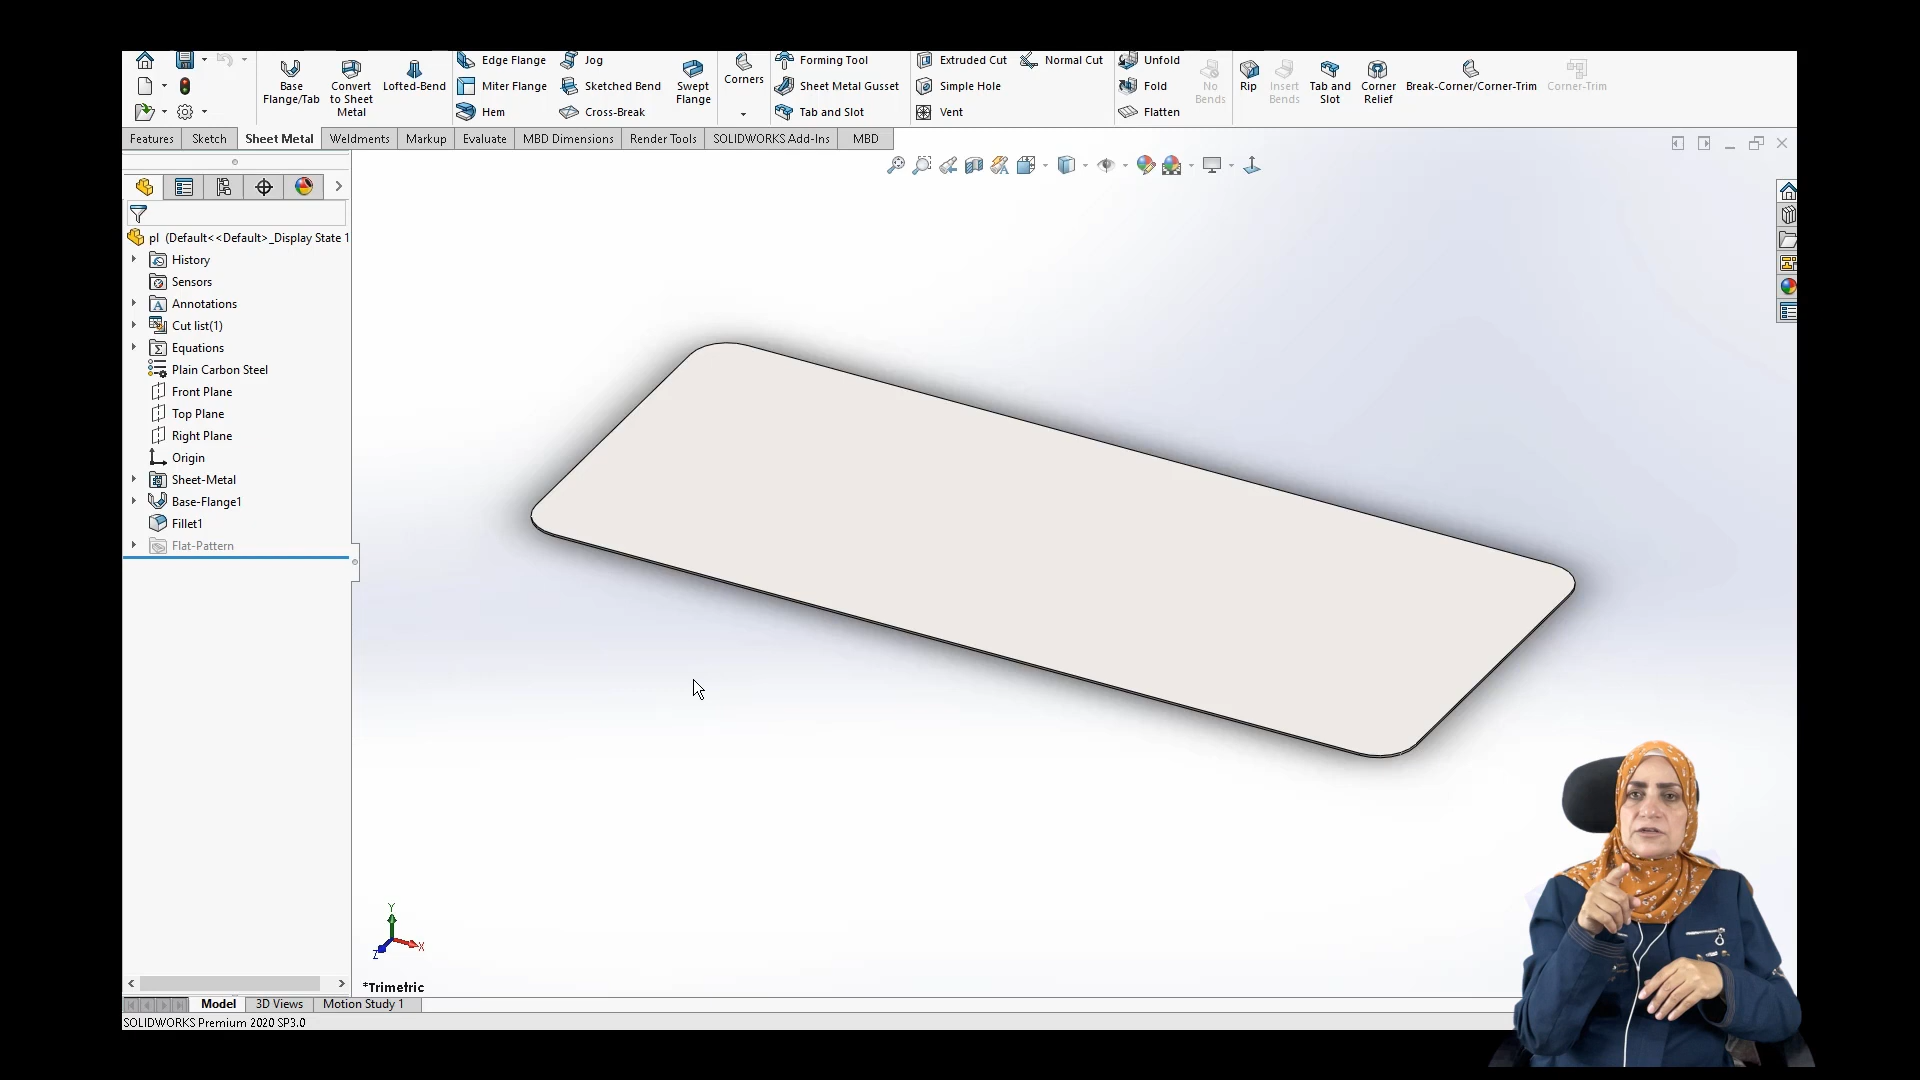 Base Flange/Tab
Convert to Sheet Metal
Lofted-Bend
Edge Flange
Miter Flange
Hem
Jog
Sketched Bend
Cross-Break
Swept Flange
Corners
Forming Tool
Sheet Metal Gusset
Tab and Slot
Extruded Cut
Simple Hole
Vent
Normal Cut
Unfold
Fold
Flatten
No Bends
Rip
Insert Bends
Tab and Slot
Corner Relief
Break-Corner/Corner-Trim
Corner-Trim
Features
Sketch
Sheet Metal
Weldments
Markup
Evaluate
MBD Dimensions
Render Tools
SOLIDWORKS Add-Ins
MBD
pl (Default<<Default>_Display State 1
History
Sensors
Annotations
Cut list(1)
Equations
Plain Carbon Steel
Front Plane
Top Plane
Right Plane
Origin
Sheet-Metal
Base-Flange1
Fillet1
Flat-Pattern
Y
X
Z
*Trimetric
Model
3D Views
Motion Study 1
SOLIDWORKS Premium 2020 SP3.0